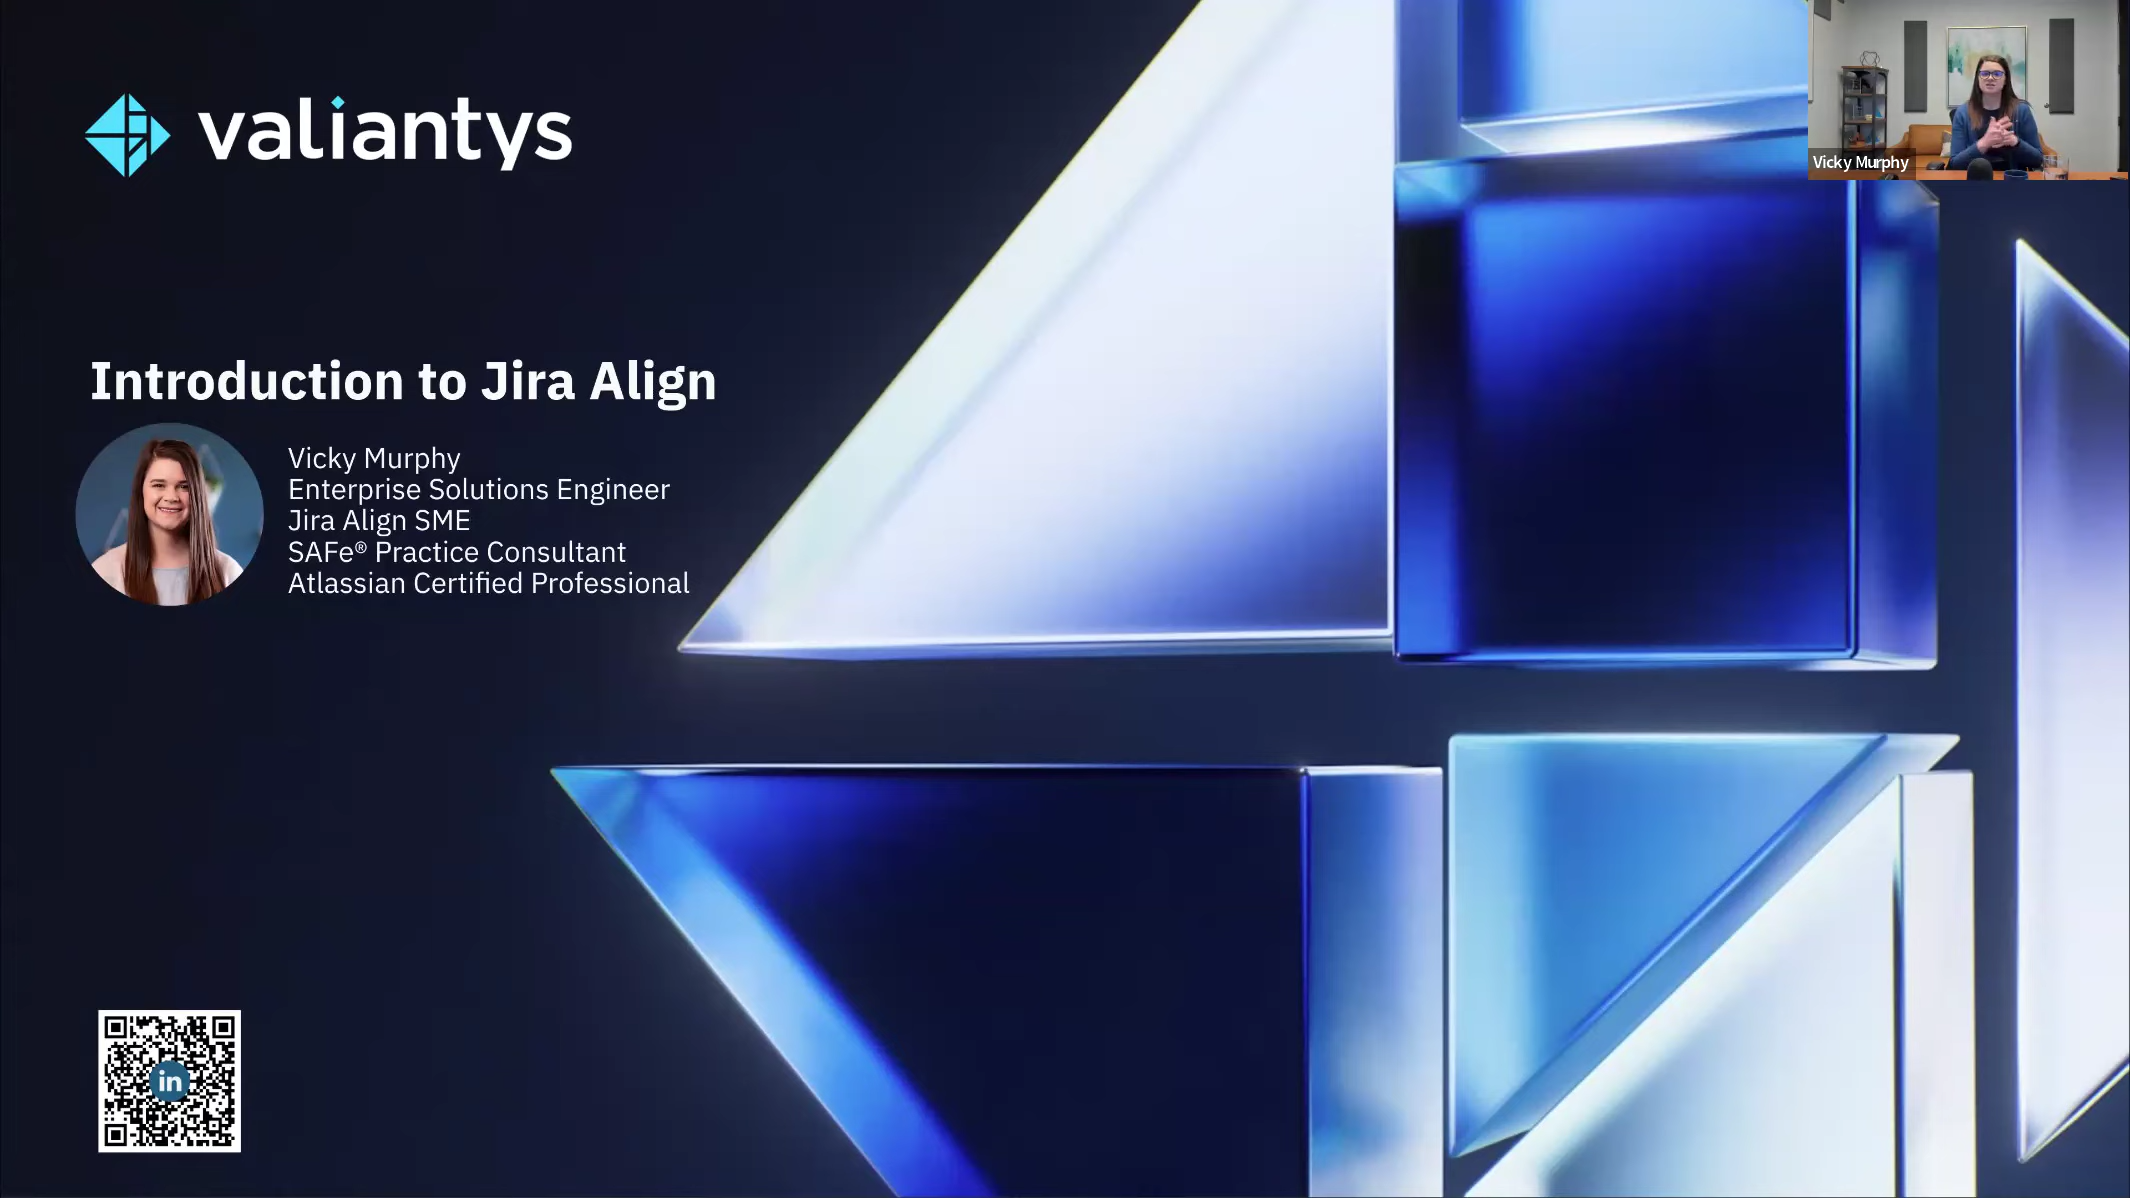 valiantys
Vicky Murphy
Introduction to Jira Align
Vicky Murphy
Enterprise Solutions Engineer
Jira Align SME
SAFe® Practice Consultant
Atlassian Certified Professional
in